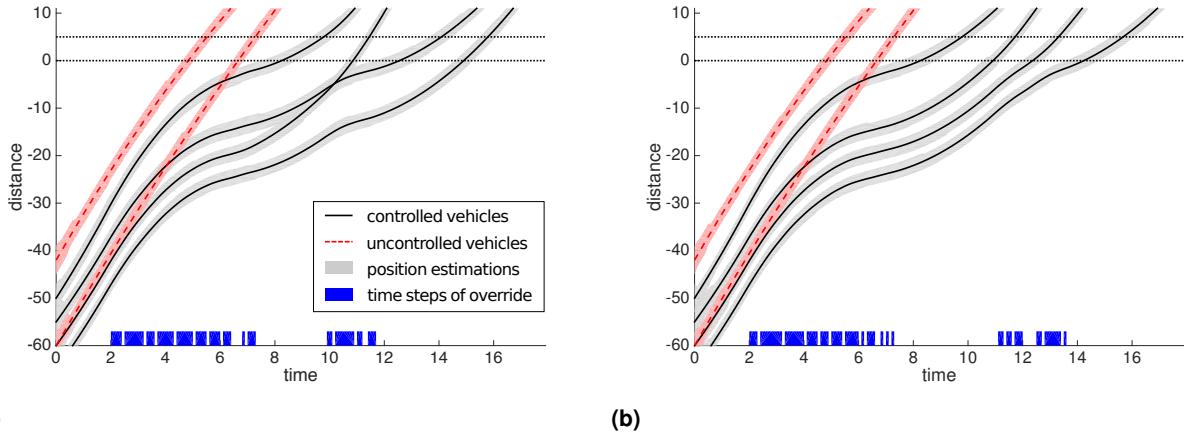 10
0
-10
-20
-30
-40
-50
-60
distance
0 2 4 6 8 10 12 14 16
time
controlled vehicles
uncontrolled vehicles
position estimations
time steps of override
10
0
-10
-20
-30
-40
-50
-60
distance
0 2 4 6 8 10 12 14 16
time
(b)